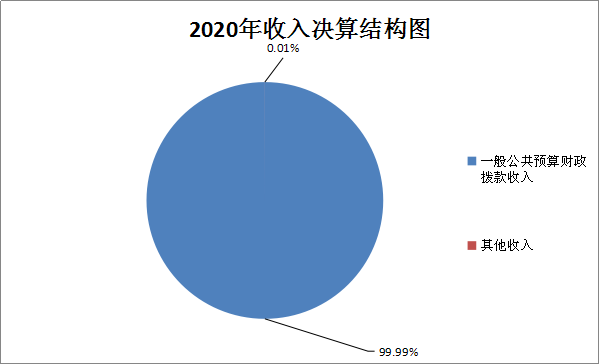 2020年收入决算结构图
0.01%
一般公共预算财政
拨款收入
其他收入
99.99%